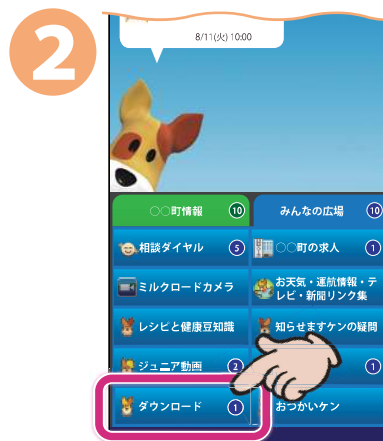 2
8/11(火) 10:00
○○町情報 10
みんなの広場 10
相談ダイヤル 5
○○町の求人 1
ミルクロードカメラ
お天気・運航情報・テ
レビ・新聞リンク集
レシピと健康豆知識
知らせますケンの疑問
ジュニア動画 2
1
ダウンロード 1
おつかいケン